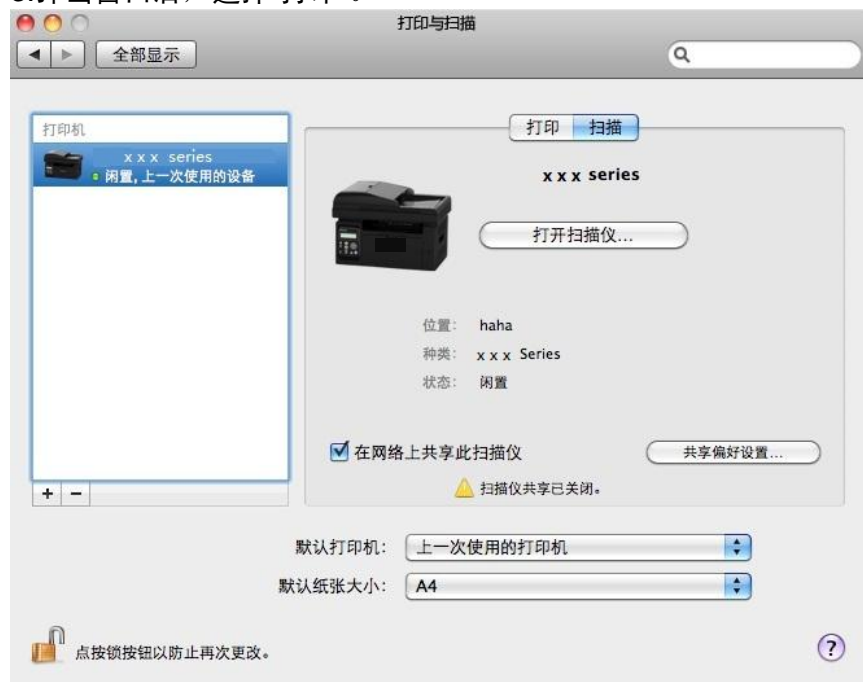 打印与扫描
全部显示
打印机
x x x series
闲置, 上一次使用的设备
打印 扫描
x x x series
打开扫描仪...
位置: haha
种类: x x x Series
状态: 闲置
在网络上共享此扫描仪
共享偏好设置...
扫描仪共享已关闭。
+ −
默认打印机: 上一次使用的打印机
默认纸张大小: A4
点按锁按钮以防止再次更改。
?